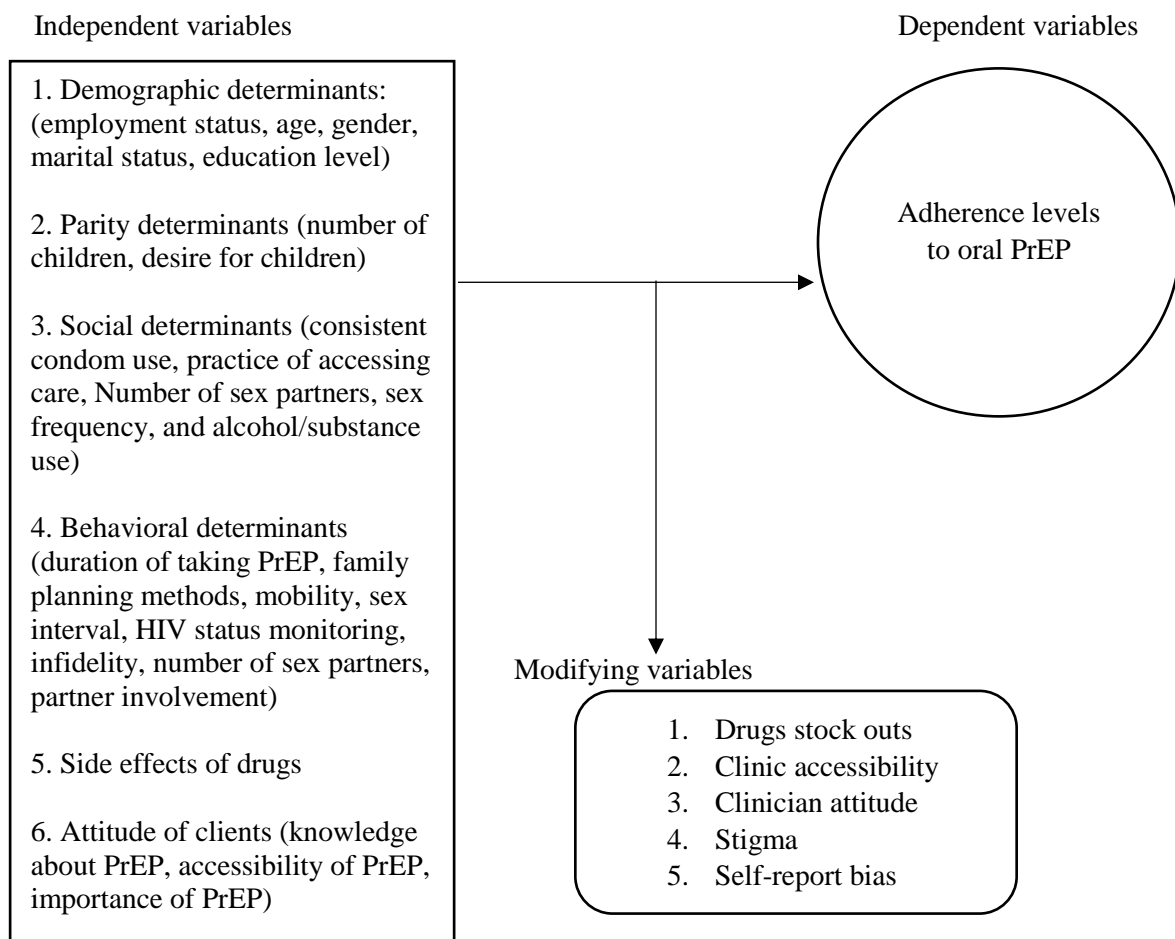 Independent variables
Dependent variables
1. Demographic determinants:
(employment status, age, gender,
marital status, education level)
2. Parity determinants (number of
children, desire for children)
3. Social determinants (consistent
condom use, practice of accessing
care, Number of sex partners, sex
frequency, and alcohol/substance
use)
4. Behavioral determinants
(duration of taking PrEP, family
planning methods, mobility, sex
interval, HIV status monitoring,
infidelity, number of sex partners,
partner involvement)
5. Side effects of drugs
6. Attitude of clients (knowledge
about PrEP, accessibility of PrEP,
importance of PrEP)
Adherence levels
to oral PrEP
Modifying variables
1. Drugs stock outs
2. Clinic accessibility
3. Clinician attitude
4. Stigma
5. Self-report bias